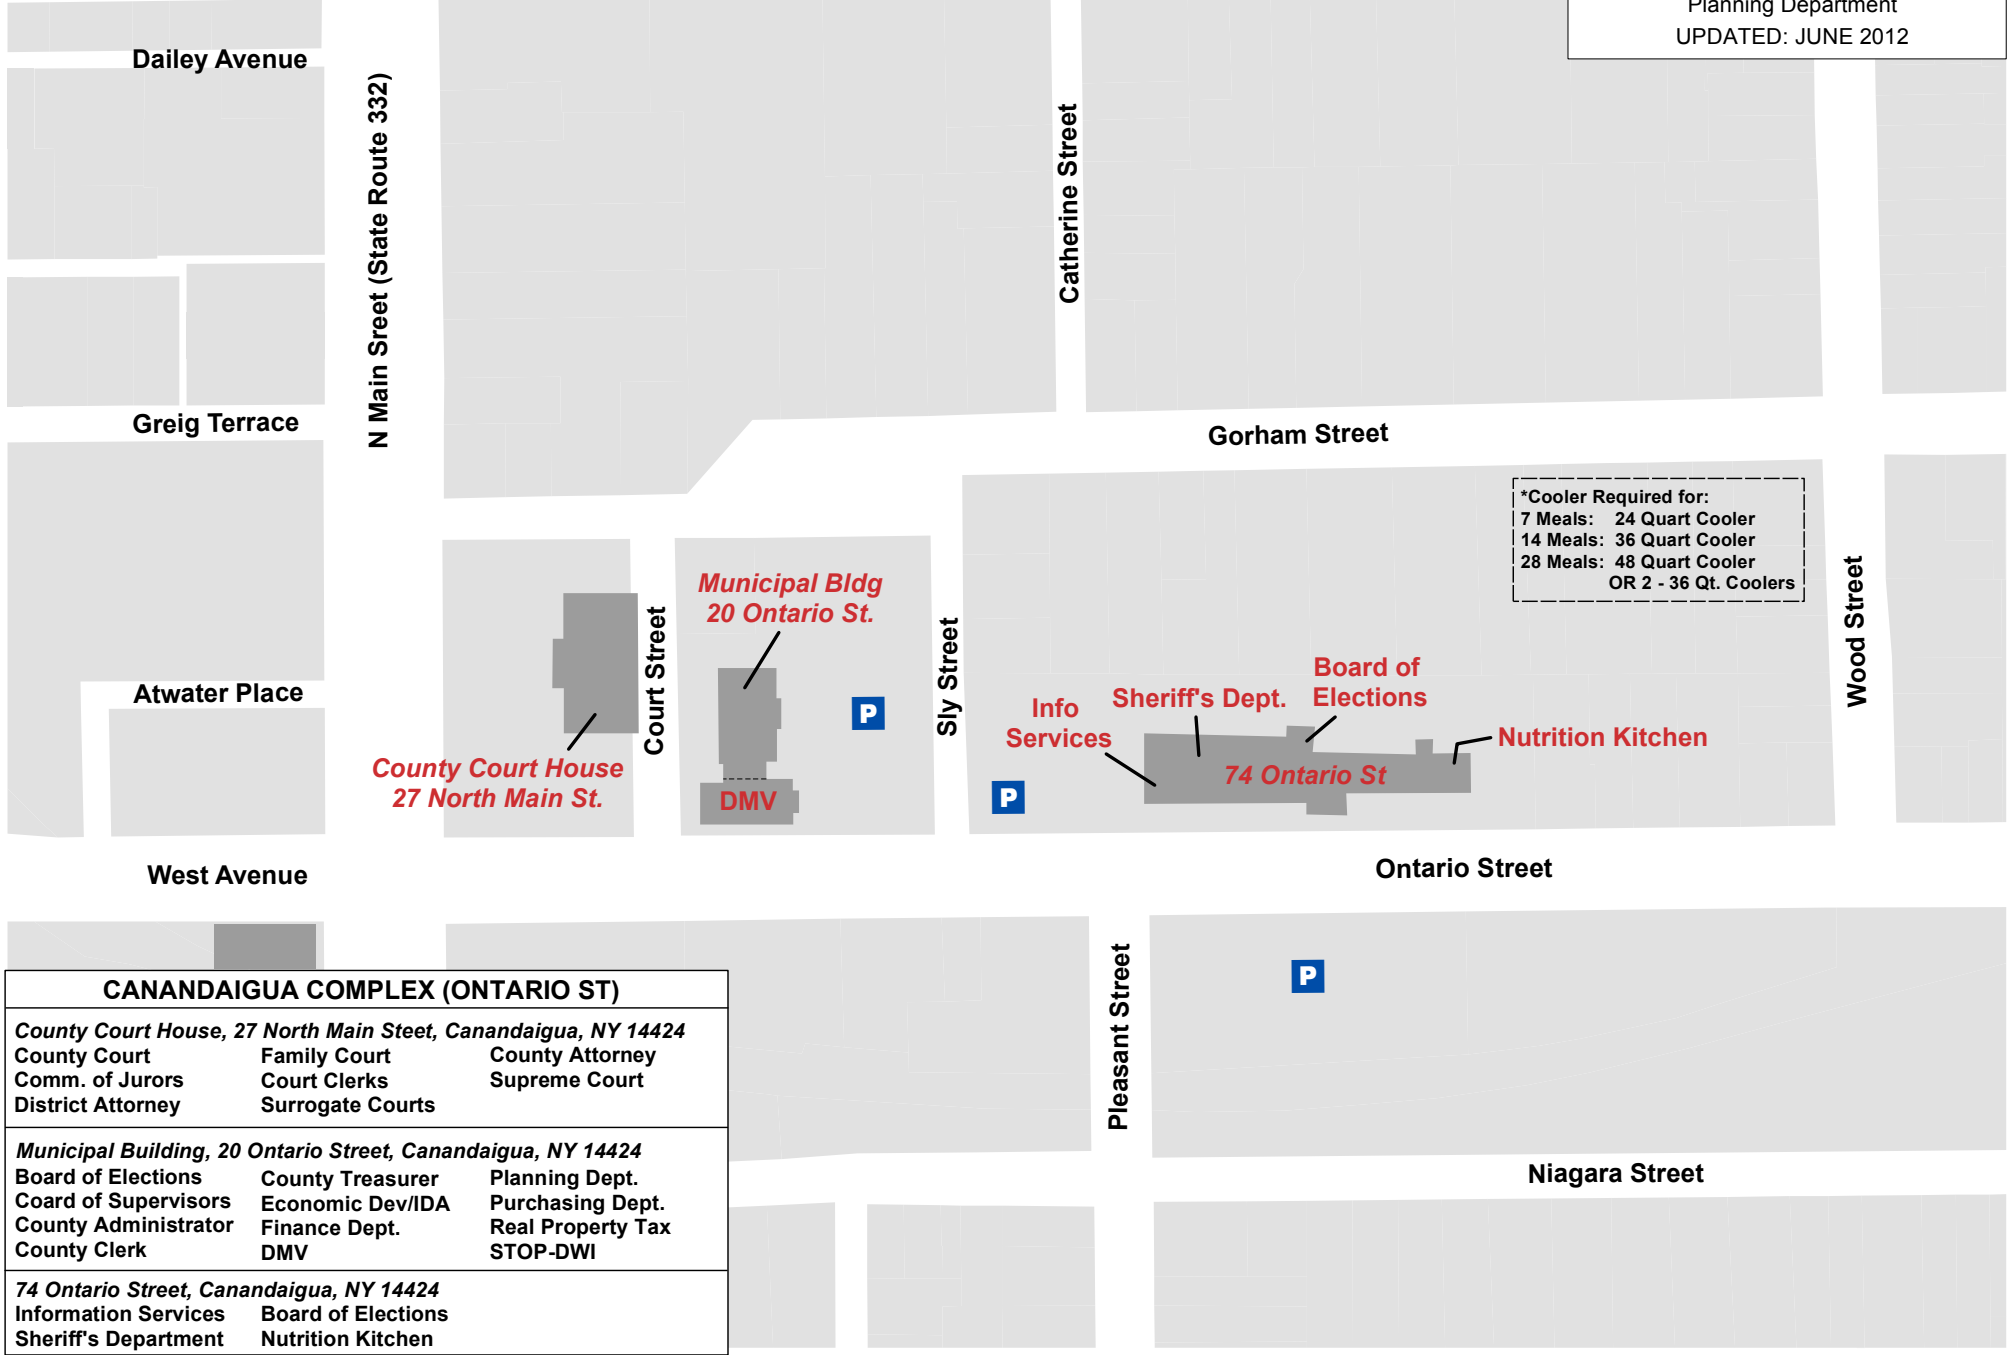 Planning Department
UPDATED: JUNE 2012
Dailey Avenue
N Main Sreet (State Route 332)
Catherine Street
Greig Terrace
Gorham Street
*Cooler Required for:
7 Meals: 24 Quart Cooler
14 Meals: 36 Quart Cooler
28 Meals: 48 Quart Cooler
OR 2 - 36 Qt. Coolers
Municipal Bldg
20 Ontario St.
Court Street
Sly Street
Wood Street
Atwater Place
P
Info
Services
Sheriff's Dept.
Board of
Elections
Nutrition Kitchen
74 Ontario St
County Court House
27 North Main St.
DMV
P
West Avenue
Ontario Street
Pleasant Street
P
Niagara Street
CANANDAIGUA COMPLEX (ONTARIO ST)
County Court House, 27 North Main Steet, Canandaigua, NY 14424
County Court Family Court County Attorney
Comm. of Jurors Court Clerks Supreme Court
District Attorney Surrogate Courts
Municipal Building, 20 Ontario Street, Canandaigua, NY 14424
Board of Elections County Treasurer Planning Dept.
Coard of Supervisors Economic Dev/IDA Purchasing Dept.
County Administrator Finance Dept. Real Property Tax
County Clerk DMV STOP-DWI
74 Ontario Street, Canandaigua, NY 14424
Information Services Board of Elections
Sheriff's Department Nutrition Kitchen